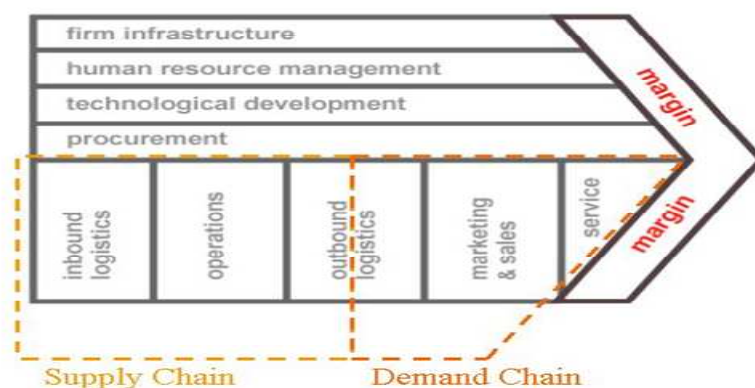 firm infrastructure
human resource management
technological development
procurement
margin
margin
inbound
logistics
operations
outbound
logistics
marketing
& sales
service
Supply Chain
Demand Chain